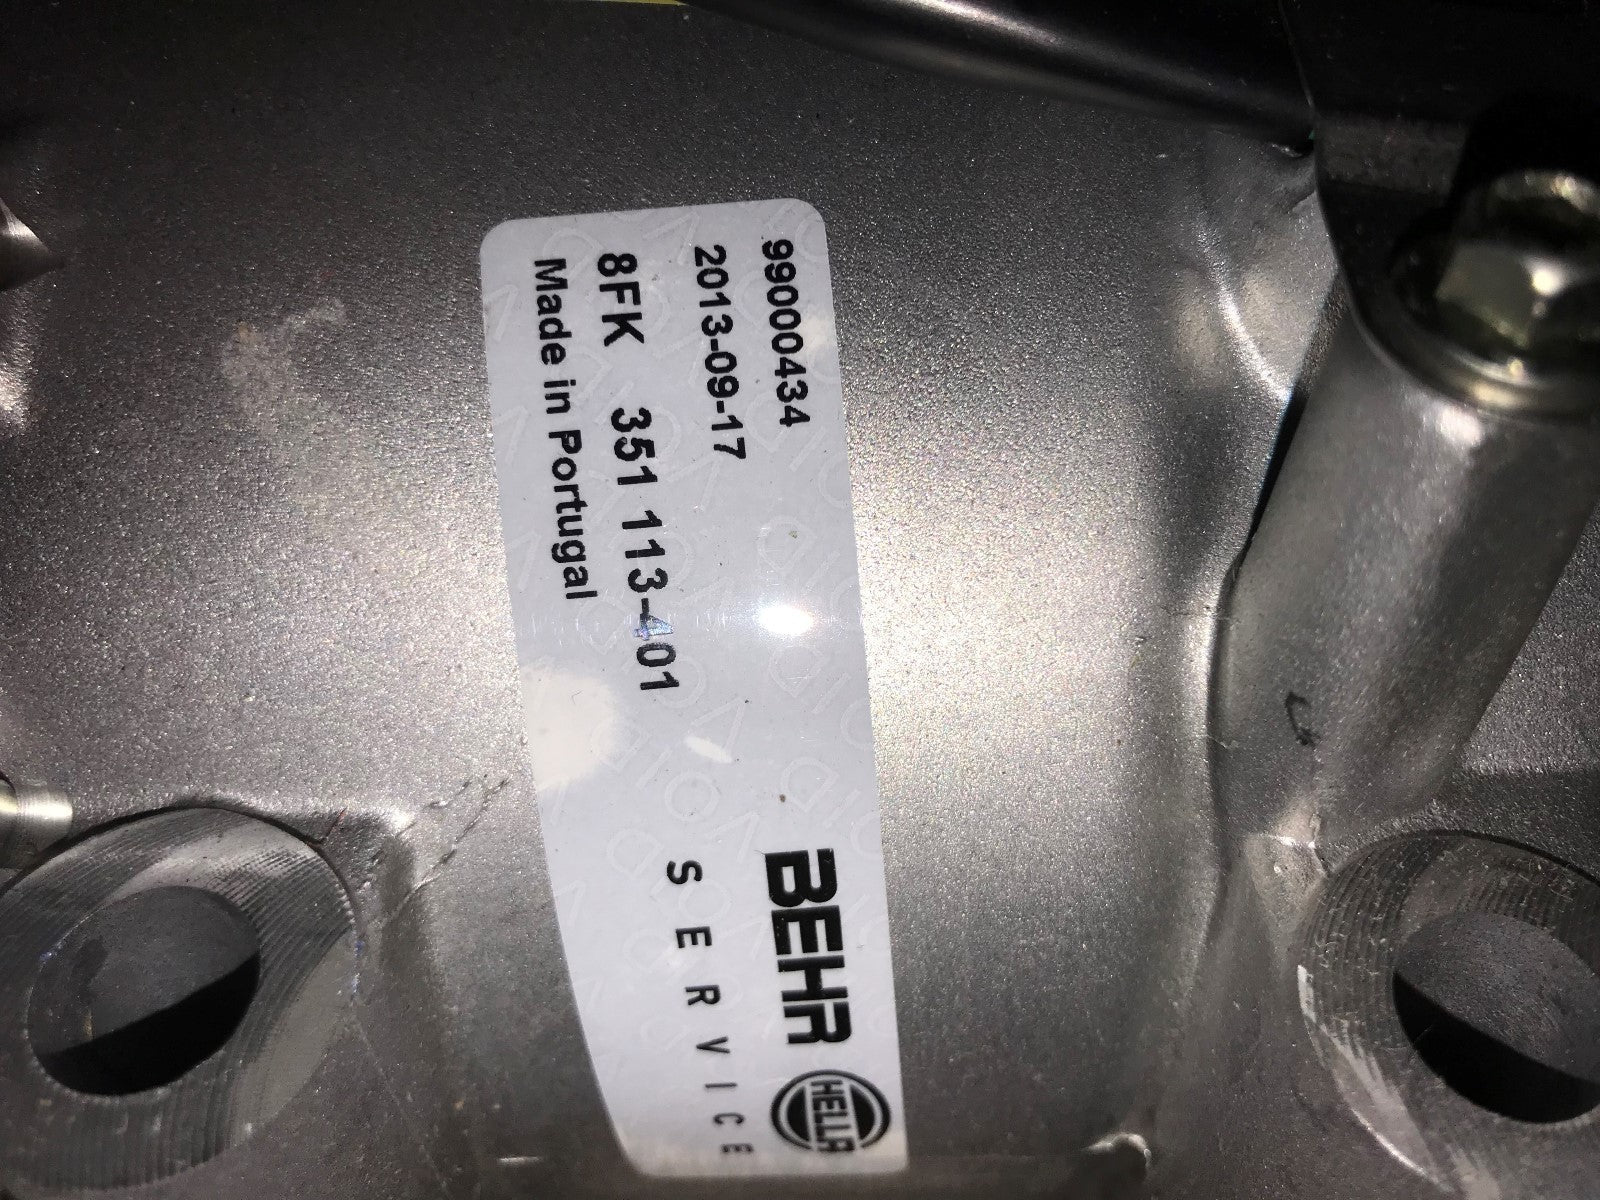 99000434
2013-09-17
8FK 351 113-401
Made in Portugal
BEHR HELLA
SERVICE